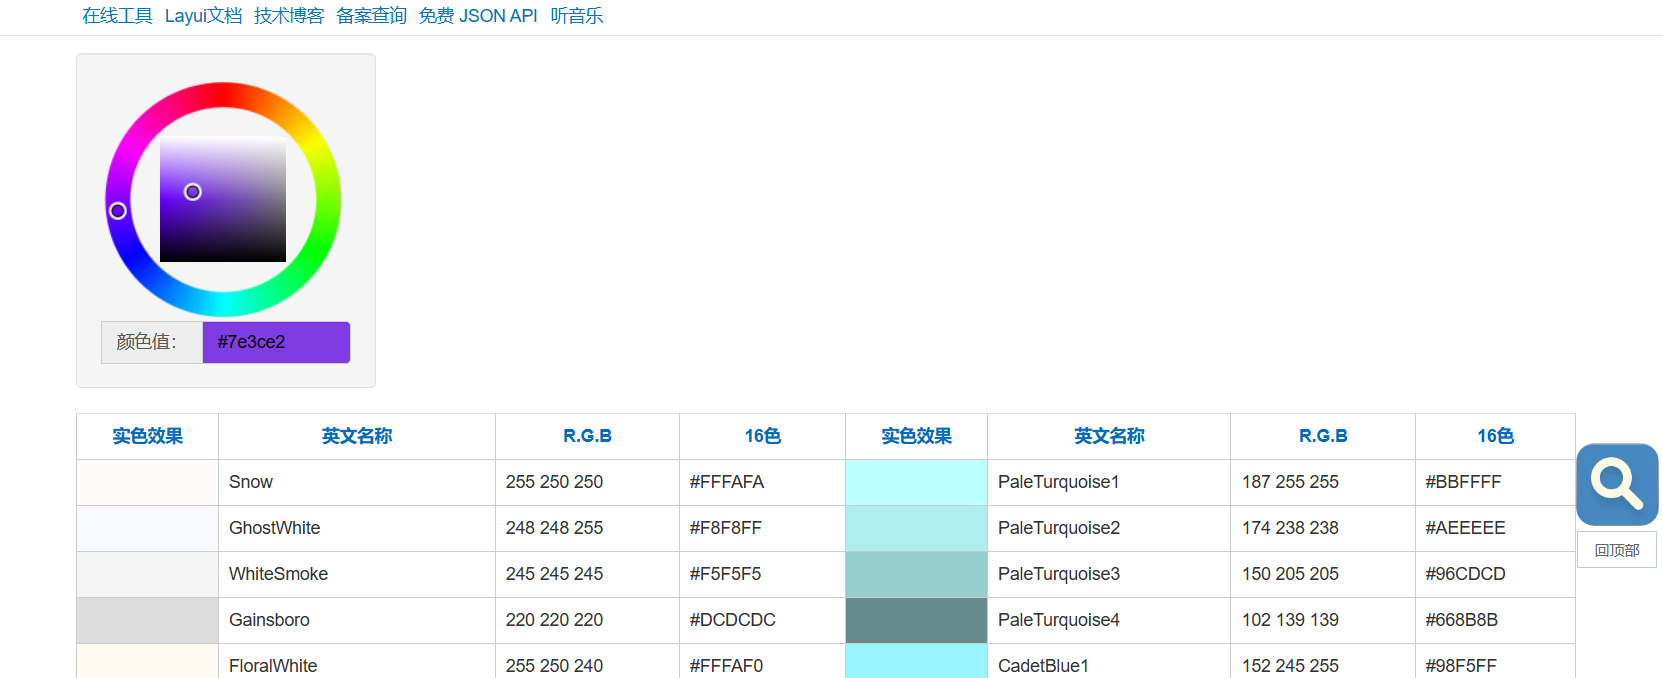 在线工具 Layui文档 技术博客 备案查询 免费 JSON API 听音乐
颜色值： #7e3ce2
实色效果 英文名称 R.G.B 16色 实色效果 英文名称 R.G.B 16色
Snow 255 250 250 #FFFAFA PaleTurquoise1 187 255 255 #BBFFFF
GhostWhite 248 248 255 #F8F8FF PaleTurquoise2 174 238 238 #AEEEEE
回顶部
WhiteSmoke 245 245 245 #F5F5F5 PaleTurquoise3 150 205 205 #96CDCD
Gainsboro 220 220 220 #DCDCDC PaleTurquoise4 102 139 139 #668B8B
FloralWhite 255 250 240 #FFFAF0 CadetBlue1 152 245 255 #98F5FF